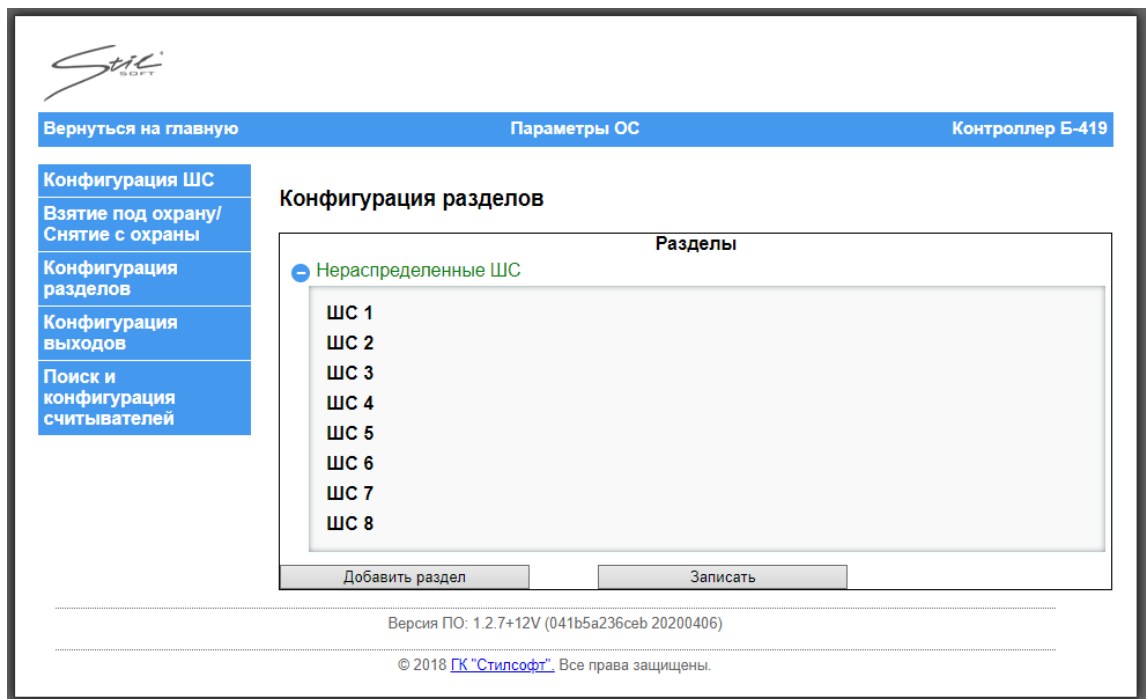 Stil
SOFT
Вернуться на главную Параметры ОС Контроллер Б-419
Конфигурация ШС
Взятие под охрану/
Снятие с охраны
Конфигурация
разделов
Конфигурация
выходов
Поиск и
конфигурация
считывателей
Конфигурация разделов
Разделы
Нераспределенные ШС
ШС 1
ШС 2
ШС 3
ШС 4
ШС 5
ШС 6
ШС 7
ШС 8
Добавить раздел Записать
Версия ПО: 1.2.7+12V (041b5a236ceb 20200406)
© 2018 ГК "Стилсофт". Все права защищены.